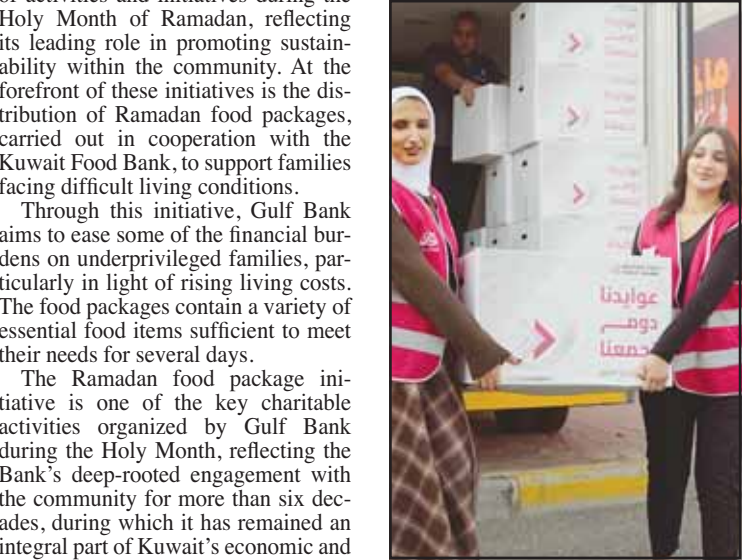 of activities and initiatives during the
Holy Month of Ramadan, reflecting
its leading role in promoting sustain-
ability within the community. At the
forefront of these initiatives is the dis-
tribution of Ramadan food packages,
carried out in cooperation with the
Kuwait Food Bank, to support families
facing difficult living conditions.
Through this initiative, Gulf Bank
aims to ease some of the financial bur-
dens on underprivileged families, par-
ticularly in light of rising living costs.
The food packages contain a variety of
essential food items sufficient to meet
their needs for several days.
The Ramadan food package ini-
tiative is one of the key charitable
activities organized by Gulf Bank
during the Holy Month, reflecting the
Bank's deep-rooted engagement with
the community for more than six dec-
ades, during which it has remained an
integral part of Kuwait's economic and
عوايدنا
دومـــ
تجمعنا